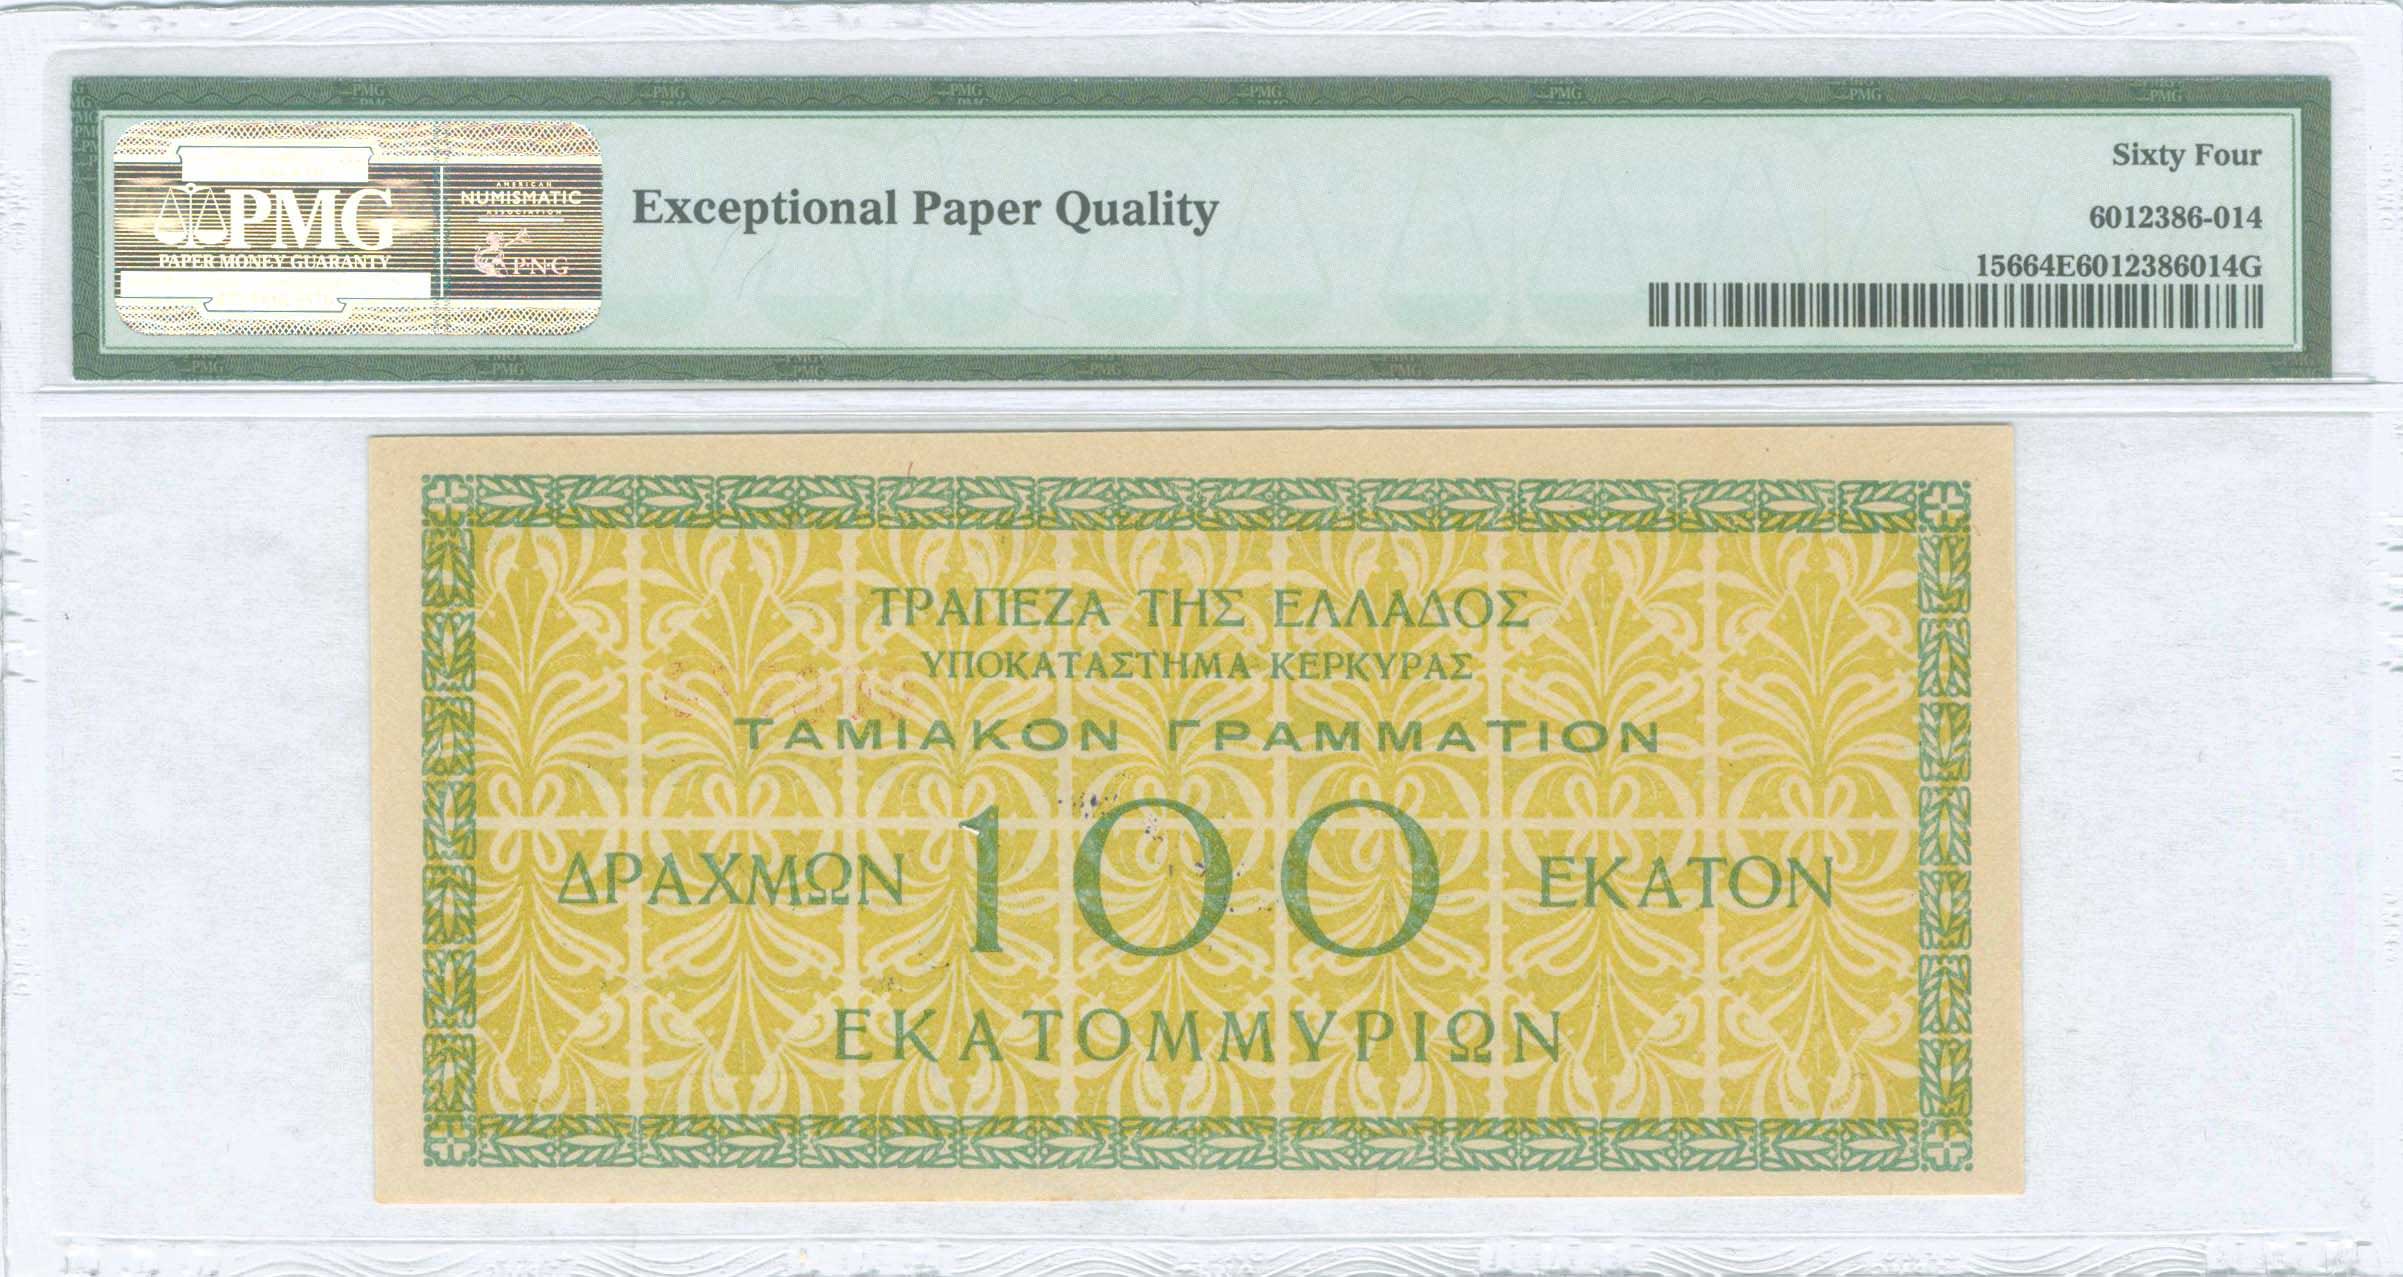 PMG
PAPER MONEY GUARANTY
AMERICAN
NUMISMATIC
ASSOCIATION
PNG
Exceptional Paper Quality
Sixty Four
6012386-014
15664E6012386014G
ΤΡΑΠΕΖΑ ΤΗΣ ΕΛΛΑΔΟΣ
ΥΠΟΚΑΤΑΣΤΗΜΑ ΚΕΡΚΥΡΑΣ
ΤΑΜΙΑΚΟΝ ΓΡΑΜΜΑΤΙΟΝ
ΔΡΑΧΜΩΝ 100 ΕΚΑΤΟΝ
ΕΚΑΤΟΜΜΥΡΙΩΝ